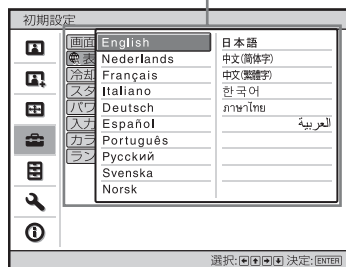 初期設定
画面
表
冷却
スタ
パワ
入力
カラ
ラン
English
Nederlands
Français
Italiano
Deutsch
Español
Português
Русский
Svenska
Norsk
日本語
中文(简体字)
中文(繁體字)
한국어
ภาษาไทย
العربية
選択: 決定:ENTER